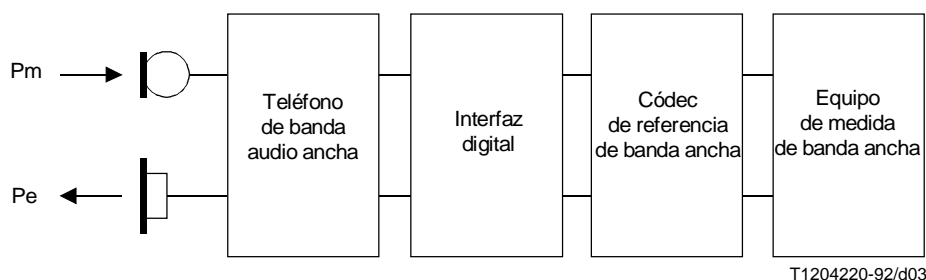 Pm
Pe
Teléfono
de banda
audio ancha
Interfaz
digital
Códec
de referencia
de banda ancha
Equipo
de medida
de banda ancha
T1204220-92/d03